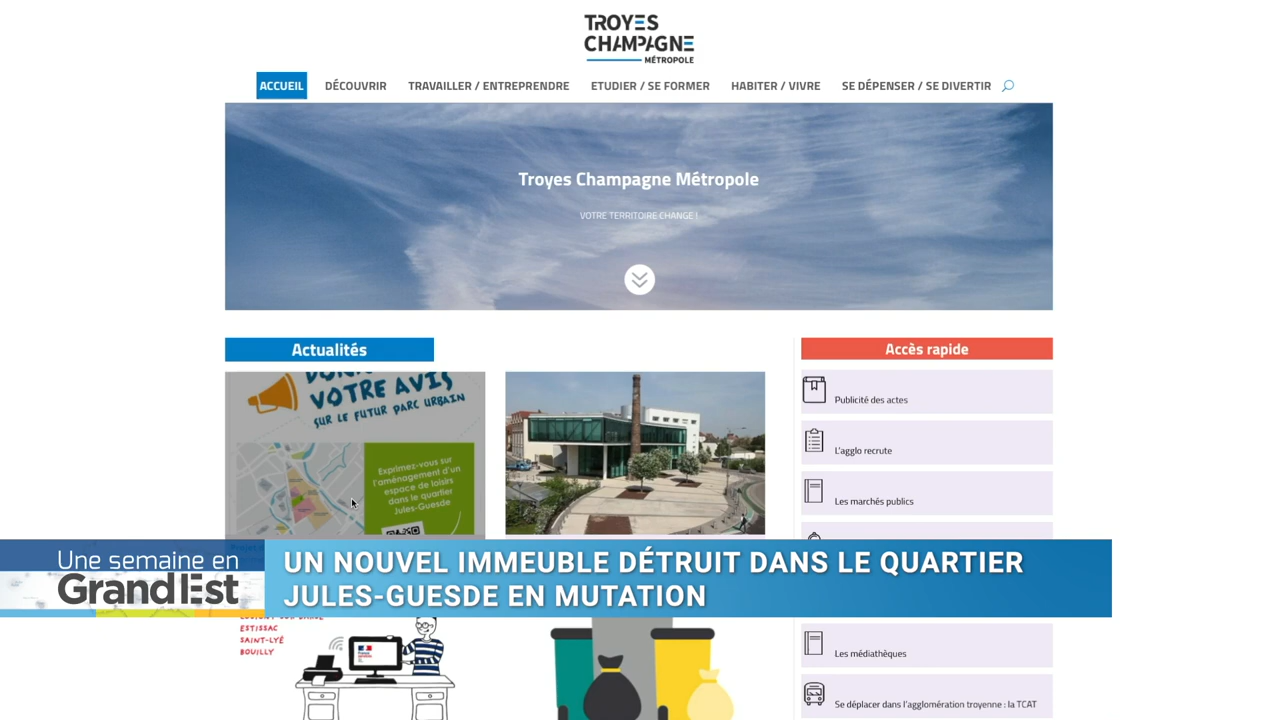 TROYES
CHAMPAGNE
MÉTROPOLE
ACCUEIL
DÉCOUVRIR
TRAVAILLER / ENTREPRENDRE
ETUDIER / SE FORMER
HABITER / VIVRE
SE DÉPENSER / SE DIVERTIR
Troyes Champagne Métropole
VOTRE TERRITOIRE CHANGE !
Actualités
VOTRE AVIS
SUR LE FUTUR PARC URBAIN
Exprimez-vous sur
l'aménagement d'un
espace de loisirs
dans le quartier
Jules-Guesde
Accès rapide
Publicité des actes
L'agglo recrute
Les marchés publics
Une semaine en
GrandEst
UN NOUVEL IMMEUBLE DÉTRUIT DANS LE QUARTIER
JULES-GUESDE EN MUTATION
ESTISSAC
SAINT-LYÉ
BOUILLY
Les médiathèques
Se déplacer dans l'agglomération troyenne : la TCAT